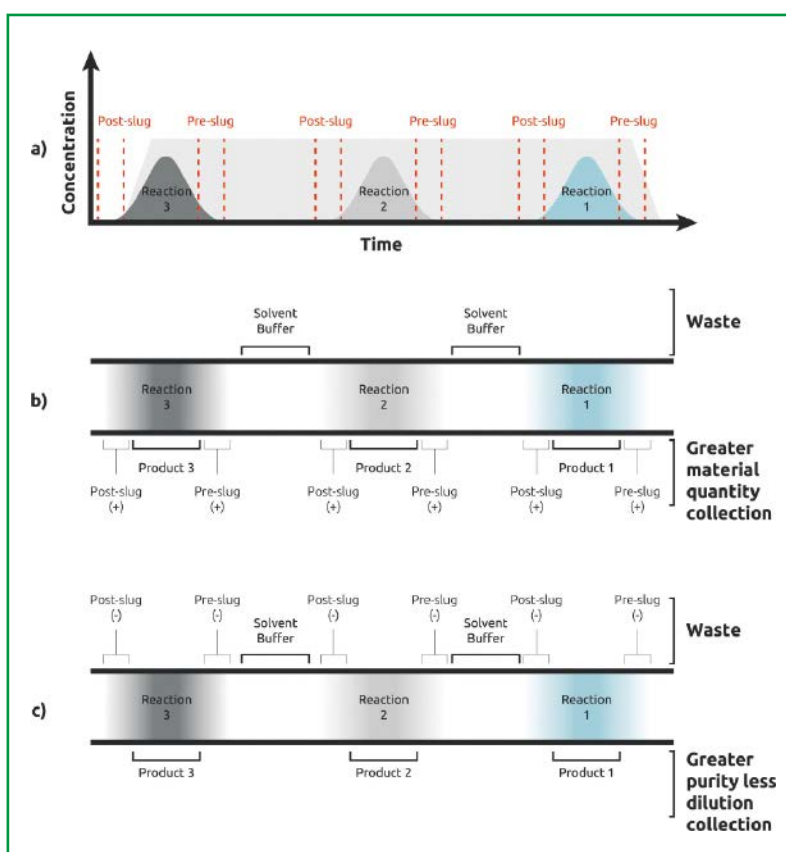 Post-slug Pre-slug Post-slug Pre-slug Post-slug Pre-slug
a)
Concentration
Reaction
3
Reaction
2
Reaction
1
Time
Solvent
Buffer
Solvent
Buffer
Waste
b)
Reaction
3
Reaction
2
Reaction
1
Product 3
Product 2
Product 1
Post-slug
(+)
Pre-slug
(+)
Post-slug
(+)
Pre-slug
(+)
Post-slug
(+)
Pre-slug
(+)
Greater
material
quantity
collection
Post-slug
(-)
Pre-slug
(-)
Post-slug
(-)
Pre-slug
(-)
Post-slug
(-)
Pre-slug
(-)
Solvent
Buffer
Solvent
Buffer
Waste
c)
Reaction
3
Reaction
2
Reaction
1
Product 3
Product 2
Product 1
Greater
purity less
dilution
collection